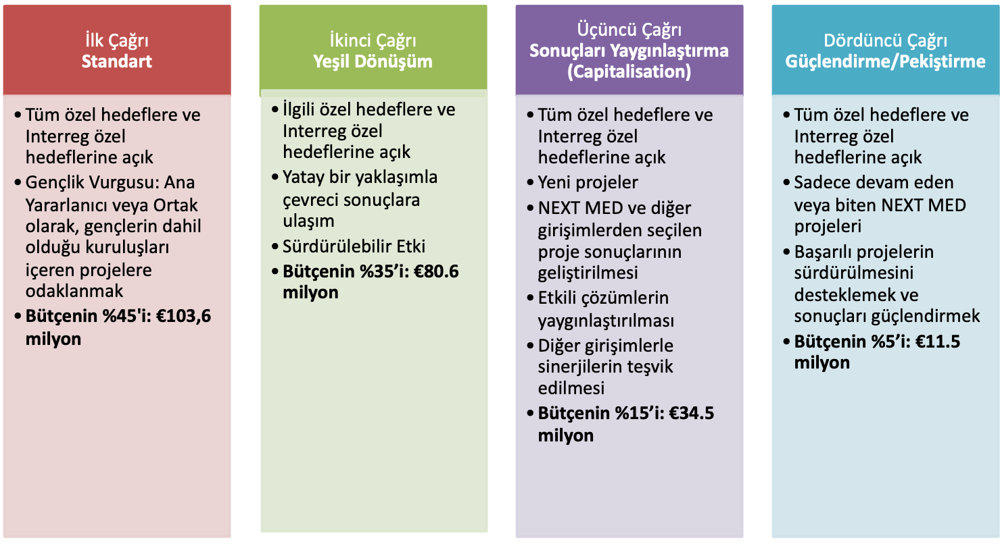 İlk Çağrı
Standart
• Tüm özel hedeflere ve
Interreg özel
hedeflerine açık
• Gençlik Vurgusu: Ana
Yararlanıcı veya Ortak
olarak, gençlerin dahil
olduğu kuruluşları
içeren projelere
odaklanmak
• Bütçenin %45'i: €103,6
milyon
İkinci Çağrı
Yeşil Dönüşüm
• İlgili özel hedeflere ve
Interreg özel
hedeflerine açık
• Yatay bir yaklaşımla
çevreci sonuçlara
ulaşım
• Sürdürülebilir Etki
• Bütçenin %35’i: €80.6
milyon
Üçüncü Çağrı
Sonuçları Yaygınlaştırma
(Capitalisation)
• Tüm özel hedeflere ve
Interreg özel
hedeflerine açık
• Yeni projeler
• NEXT MED ve diğer
girişimlerden seçilen
proje sonuçlarının
geliştirilmesi
• Etkili çözümlerin
yaygınlaştırılması
• Diğer girişimlerle
sinerjilerin teşvik
edilmesi
• Bütçenin %15’i: €34.5
milyon
Dördüncü Çağrı
Güçlendirme/Pekiştirme
• Tüm özel hedeflere ve
Interreg özel
hedeflerine açık
• Sadece devam eden
veya biten NEXT MED
projeleri
• Başarılı projelerin
sürdürülmesini
desteklemek ve
sonuçları güçlendirmek
• Bütçenin %5’i: €11.5
milyon